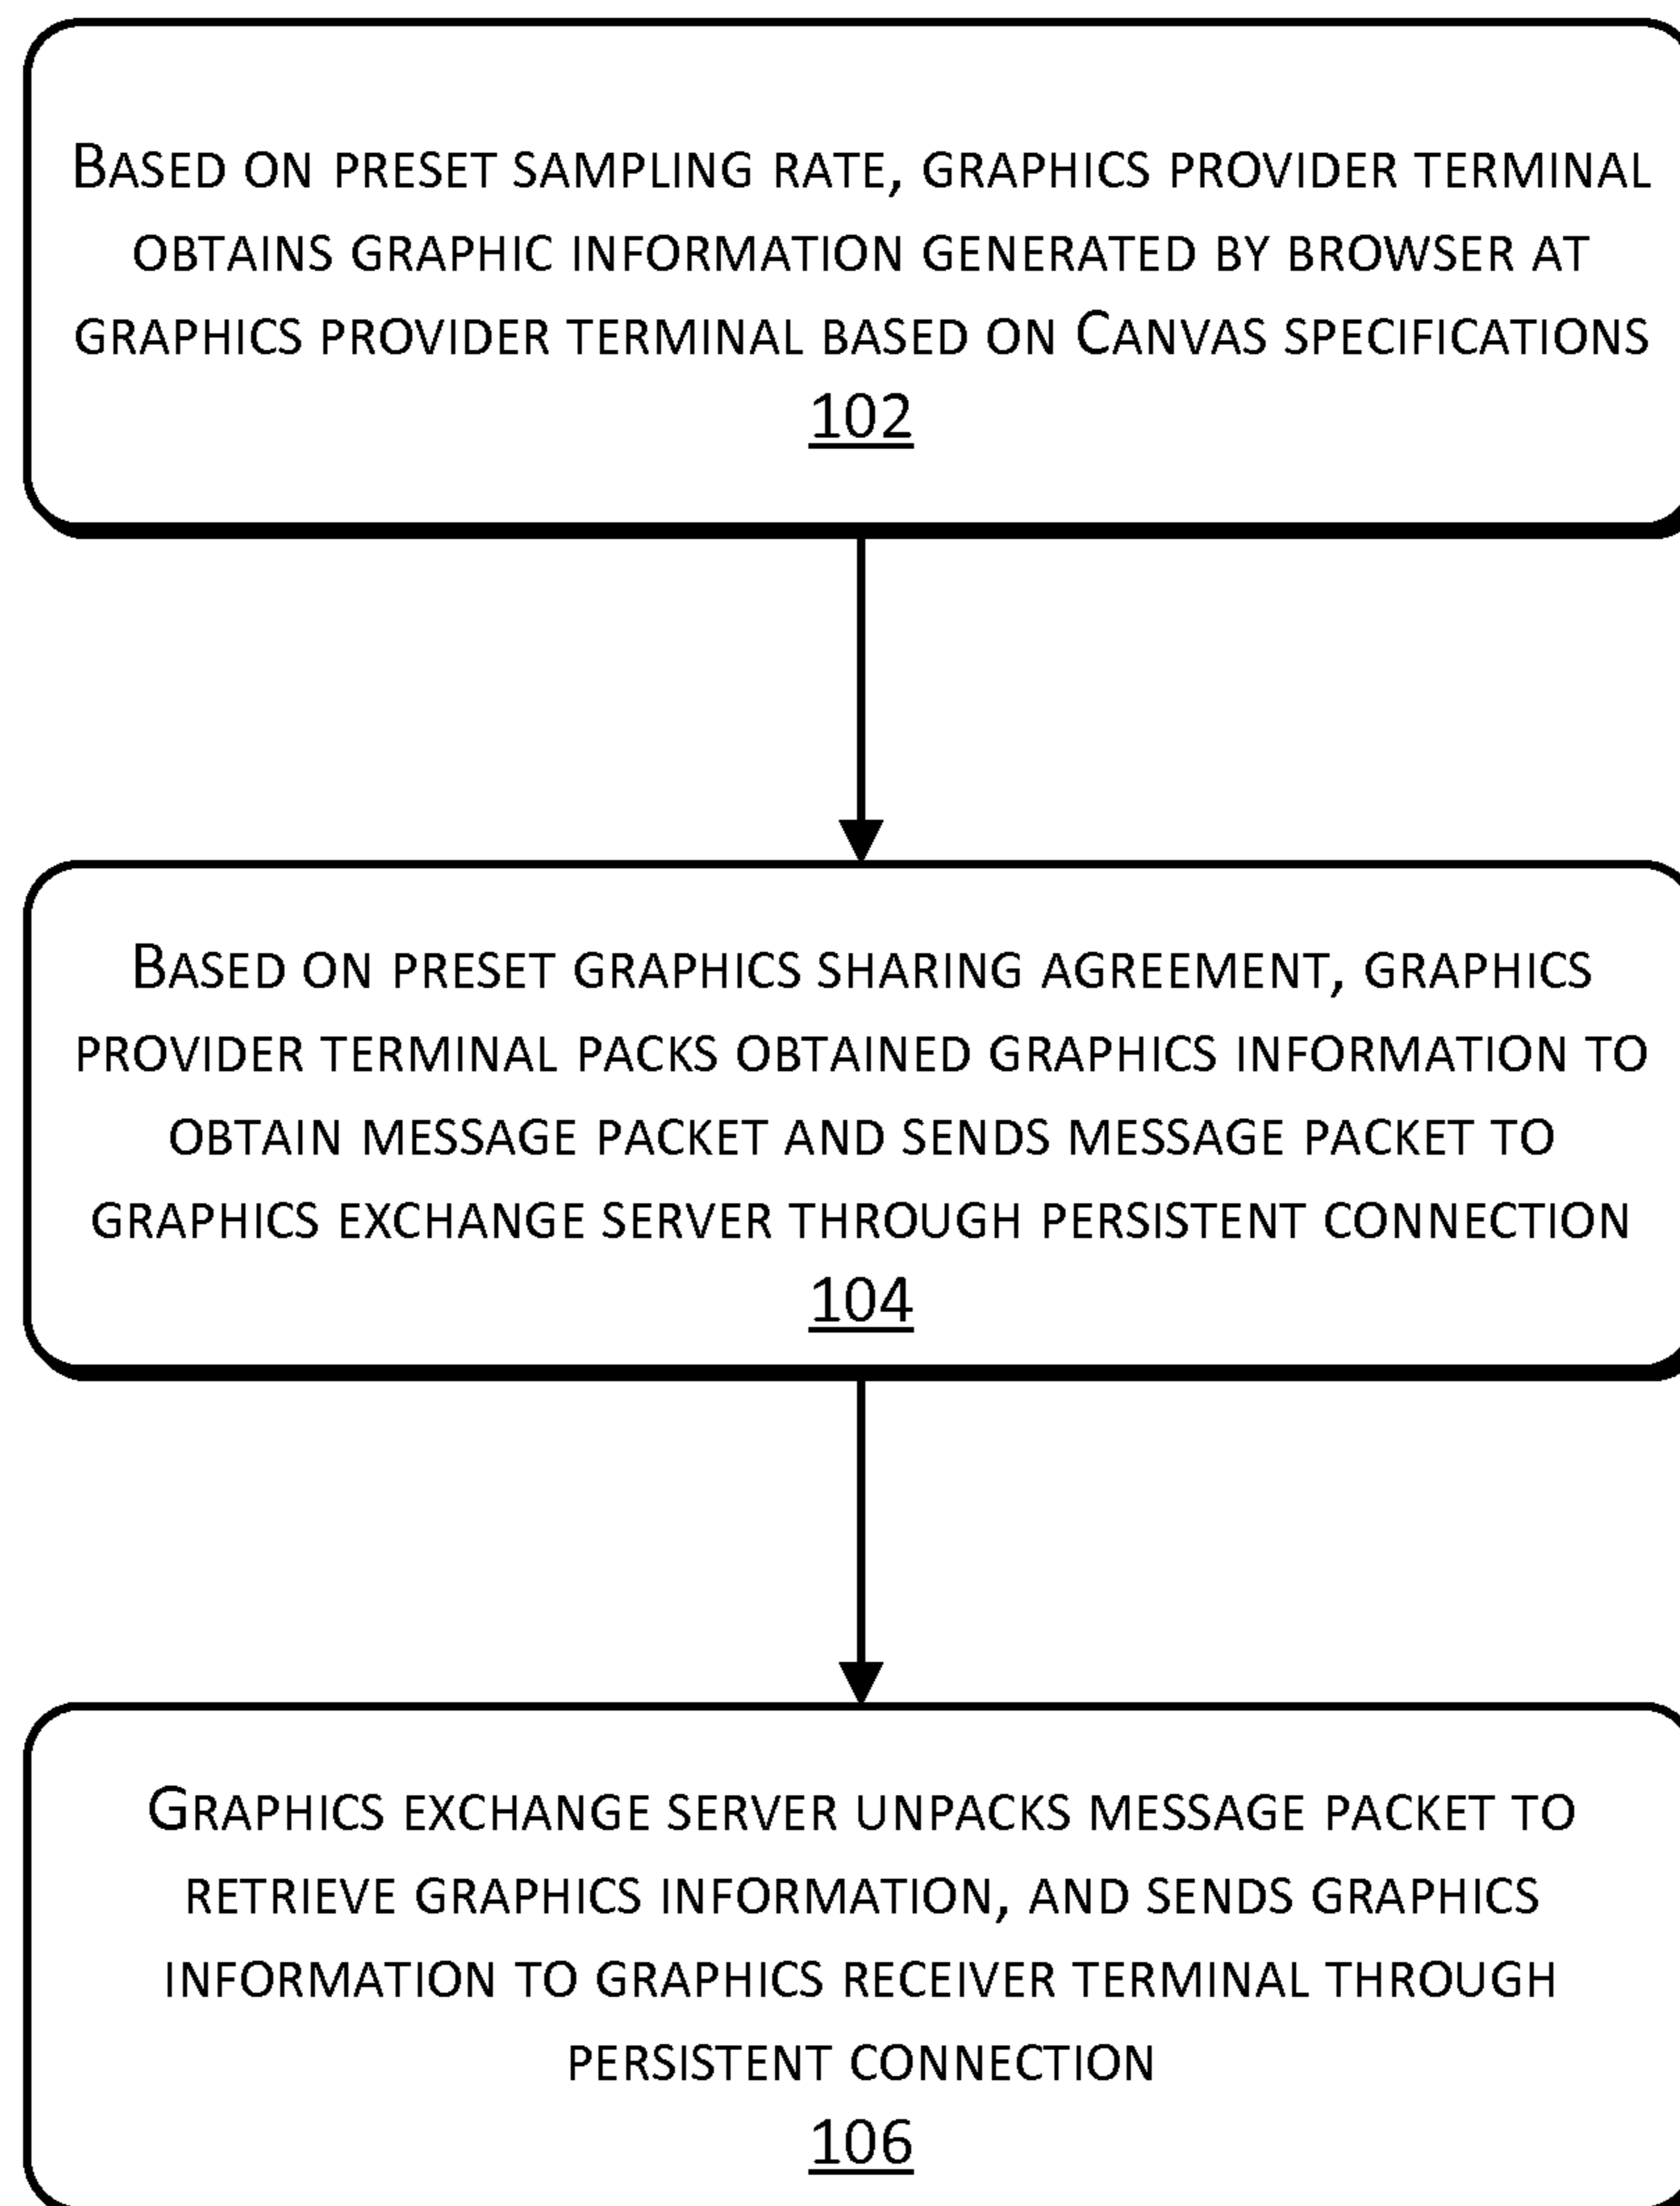 Based on preset sampling rate, graphics provider terminal
obtains graphic information generated by browser at
graphics provider terminal based on Canvas specifications
102
Based on preset graphics sharing agreement, graphics
provider terminal packs obtained graphics information to
obtain message packet and sends message packet to
graphics exchange server through persistent connection
104
Graphics exchange server unpacks message packet to
retrieve graphics information, and sends graphics
information to graphics receiver terminal through
persistent connection
106